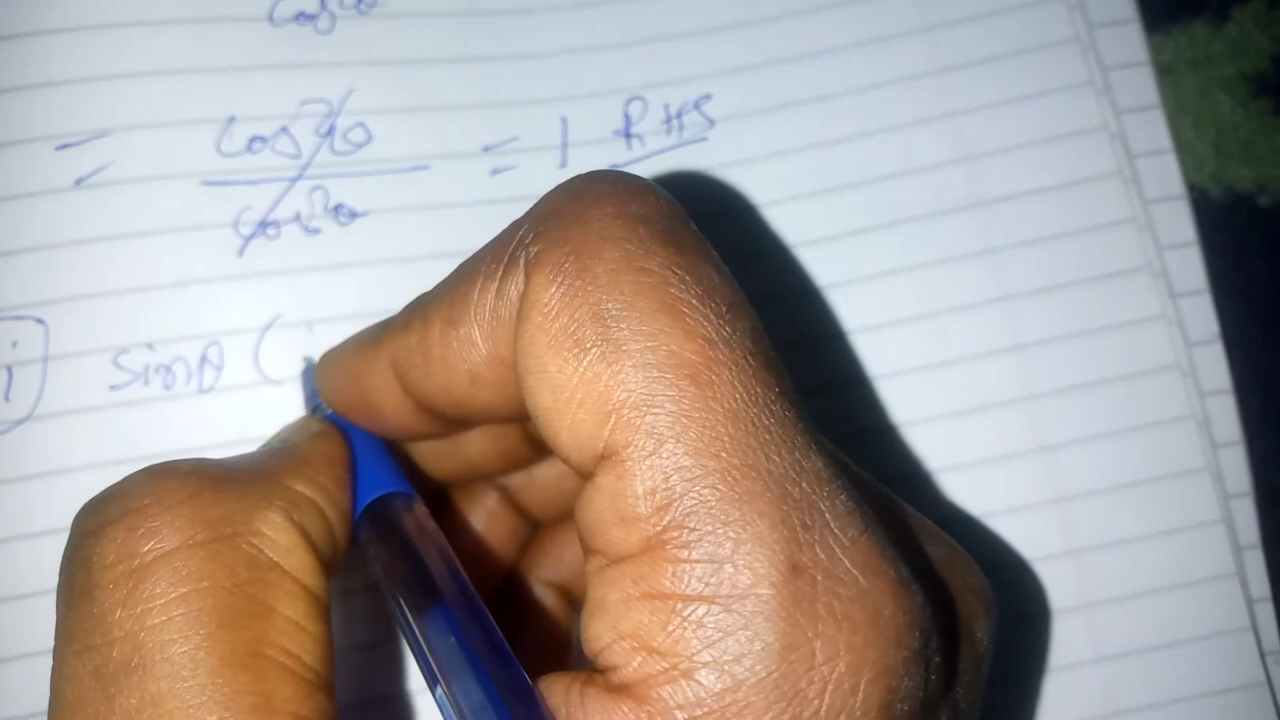 = cos²θ / cos²θ = 1 RHS
i) sinθ (